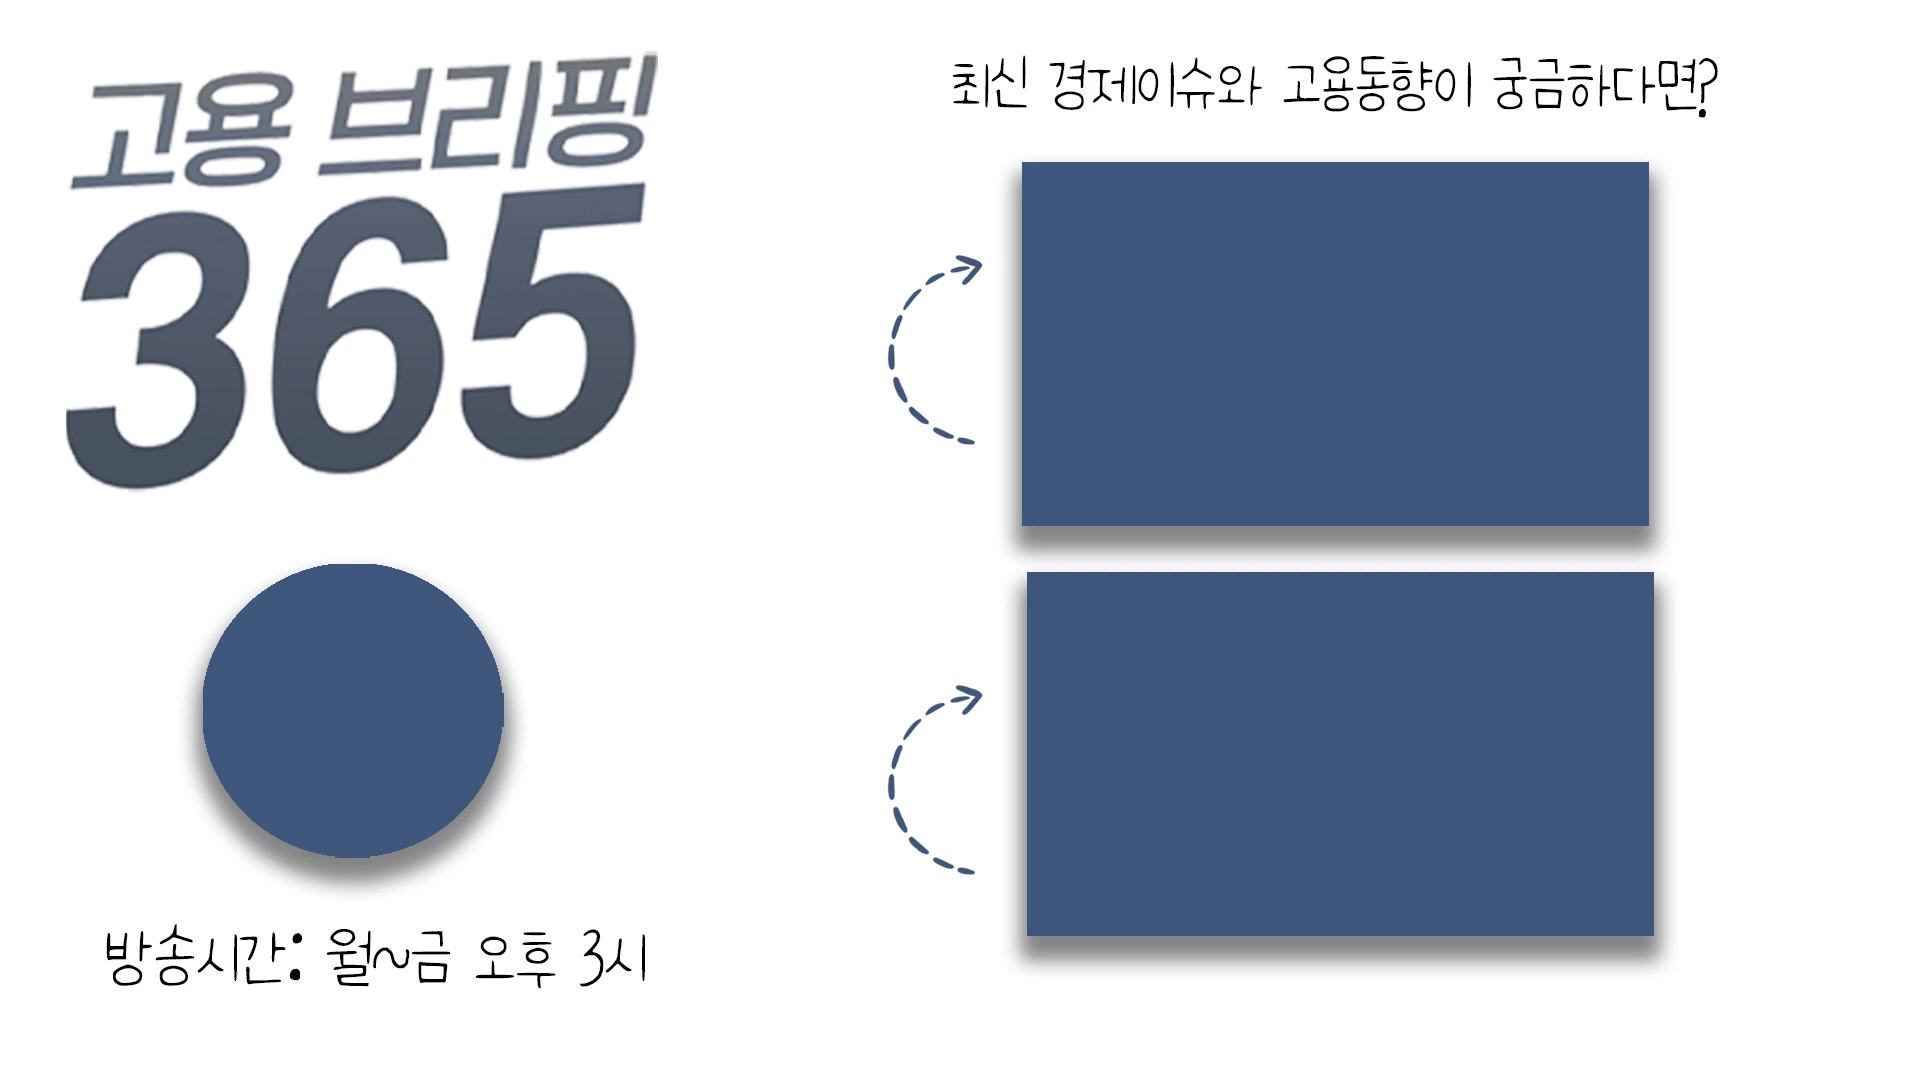 고용 브리핑
365
최신 경제이슈와 고용동향이 궁금하다면?
방송시간: 월~금 오후 3시